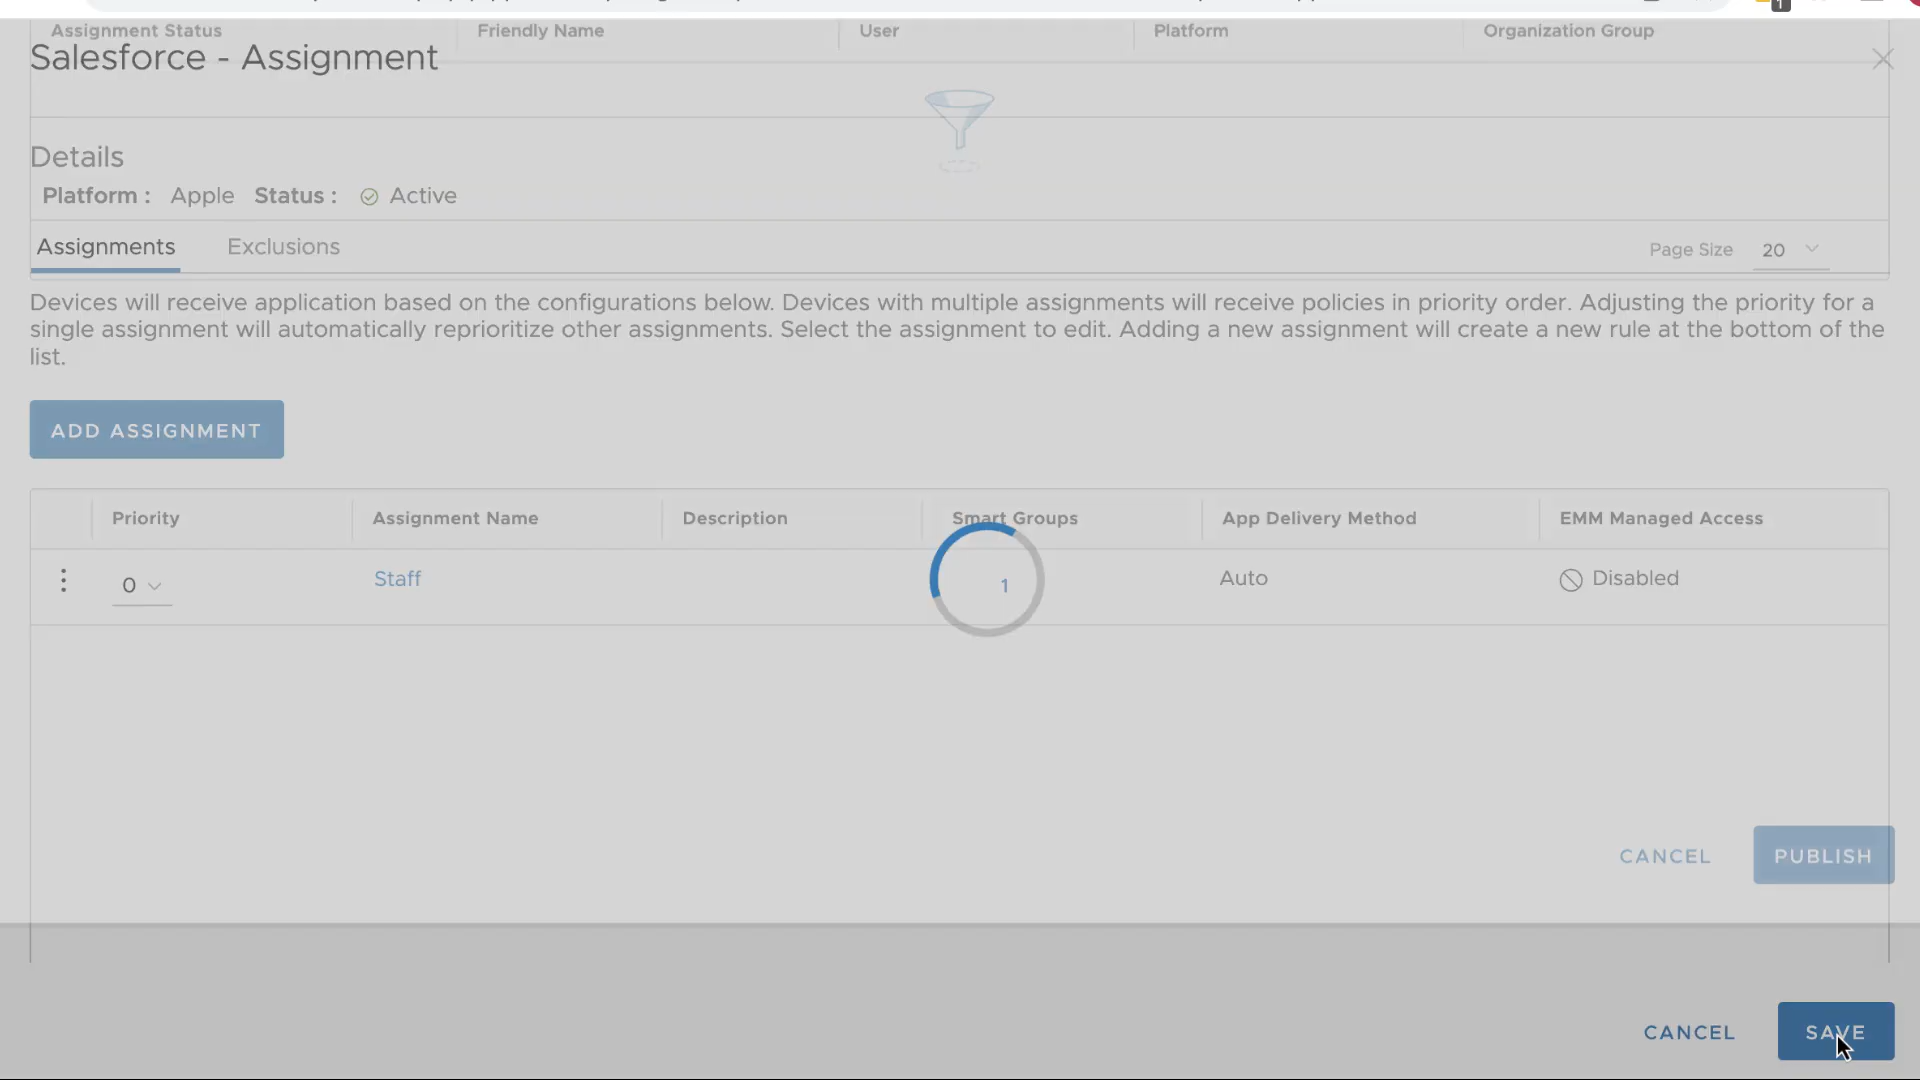 Assignment Status Friendly Name User Platform Organization Group
Salesforce - Assignment
Details
Platform : Apple Status : Active
Assignments Exclusions Page Size 20
Devices will receive application based on the configurations below. Devices with multiple assignments will receive policies in priority order. Adjusting the priority for a
single assignment will automatically reprioritize other assignments. Select the assignment to edit. Adding a new assignment will create a new rule at the bottom of the
list.
ADD ASSIGNMENT
Priority Assignment Name Description Smart Groups App Delivery Method EMM Managed Access
0 Staff 1 Auto Disabled
CANCEL PUBLISH
CANCEL SAVE